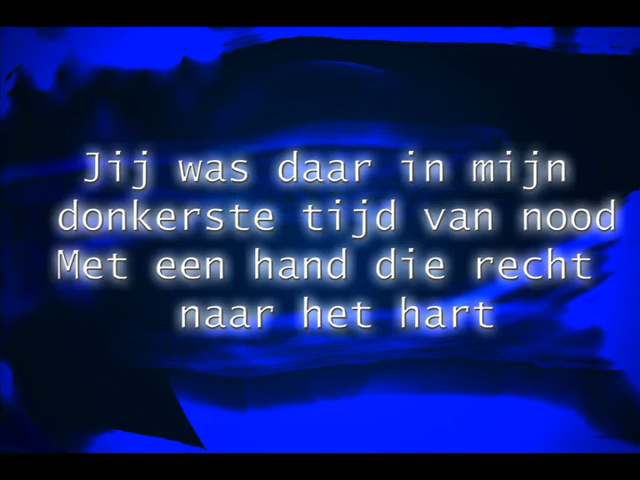 Jij was daar in mijn
donkerste tijd van nood
Met een hand die recht
naar het hart